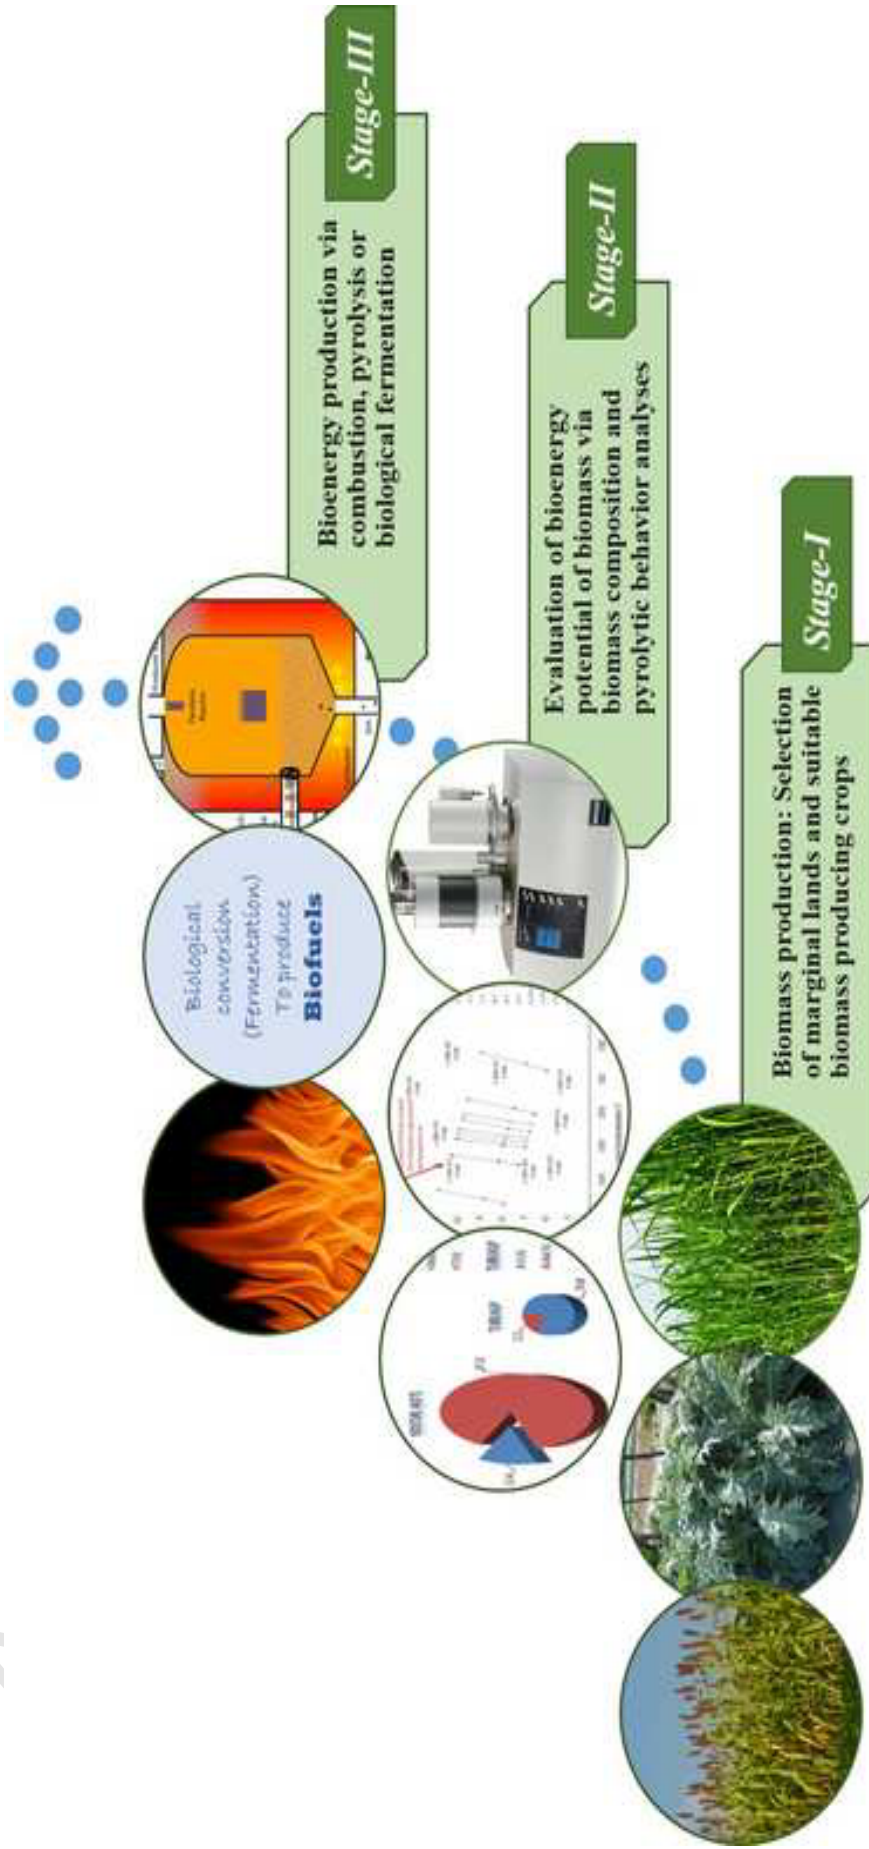 Biological
conversion
(Fermentation)
To produce
Biofuels
Bioenergy production via
combustion, pyrolysis or
biological fermentation
Stage-III
Evaluation of bioenergy
potential of biomass via
biomass composition and
pyrolytic behavior analyses
Stage-II
Biomass production: Selection
of marginal lands and suitable
biomass producing crops
Stage-I